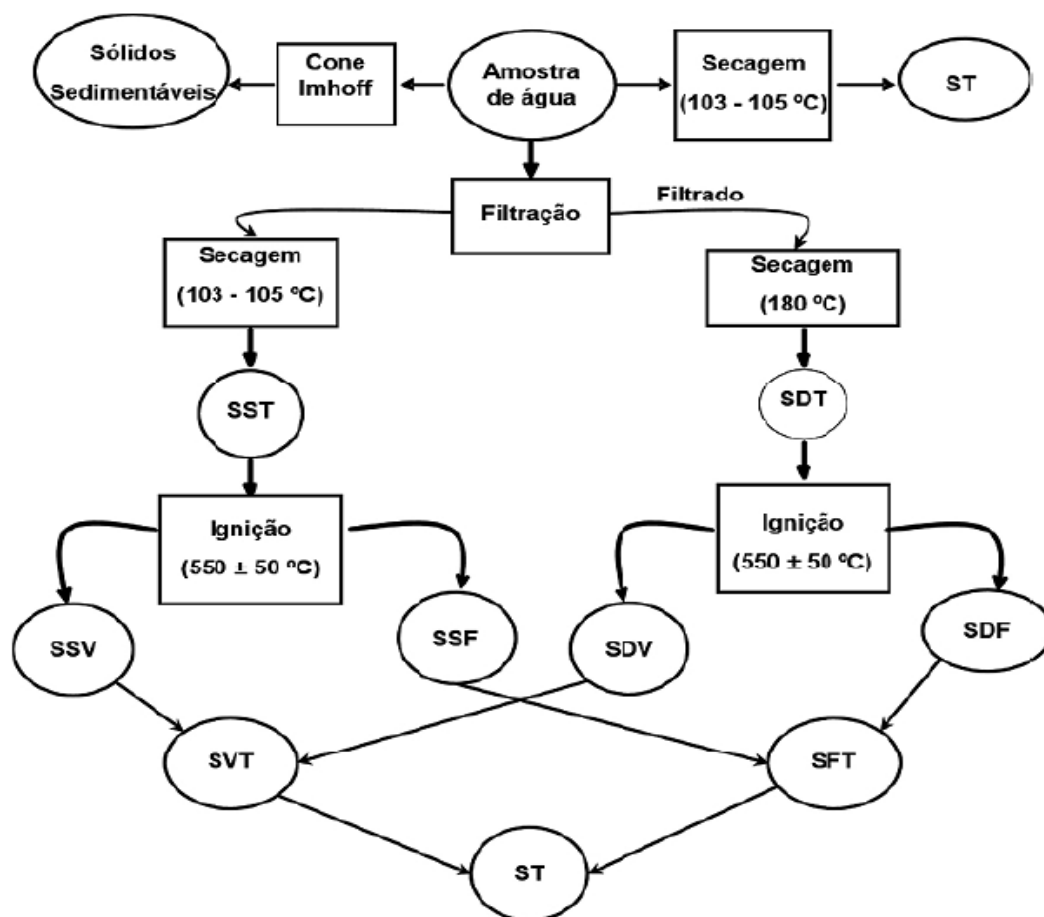 Sólidos
Sedimentáveis
Cone
Imhoff
Amostra
de água
Secagem
(103 - 105 ºC)
ST
Filtração
Filtrado
Secagem
(103 - 105 ºC)
Secagem
(180 ºC)
SST
SDT
Ignição
(550 ± 50 ºC)
Ignição
(550 ± 50 ºC)
SSV
SSF
SDV
SDF
SVT
SFT
ST